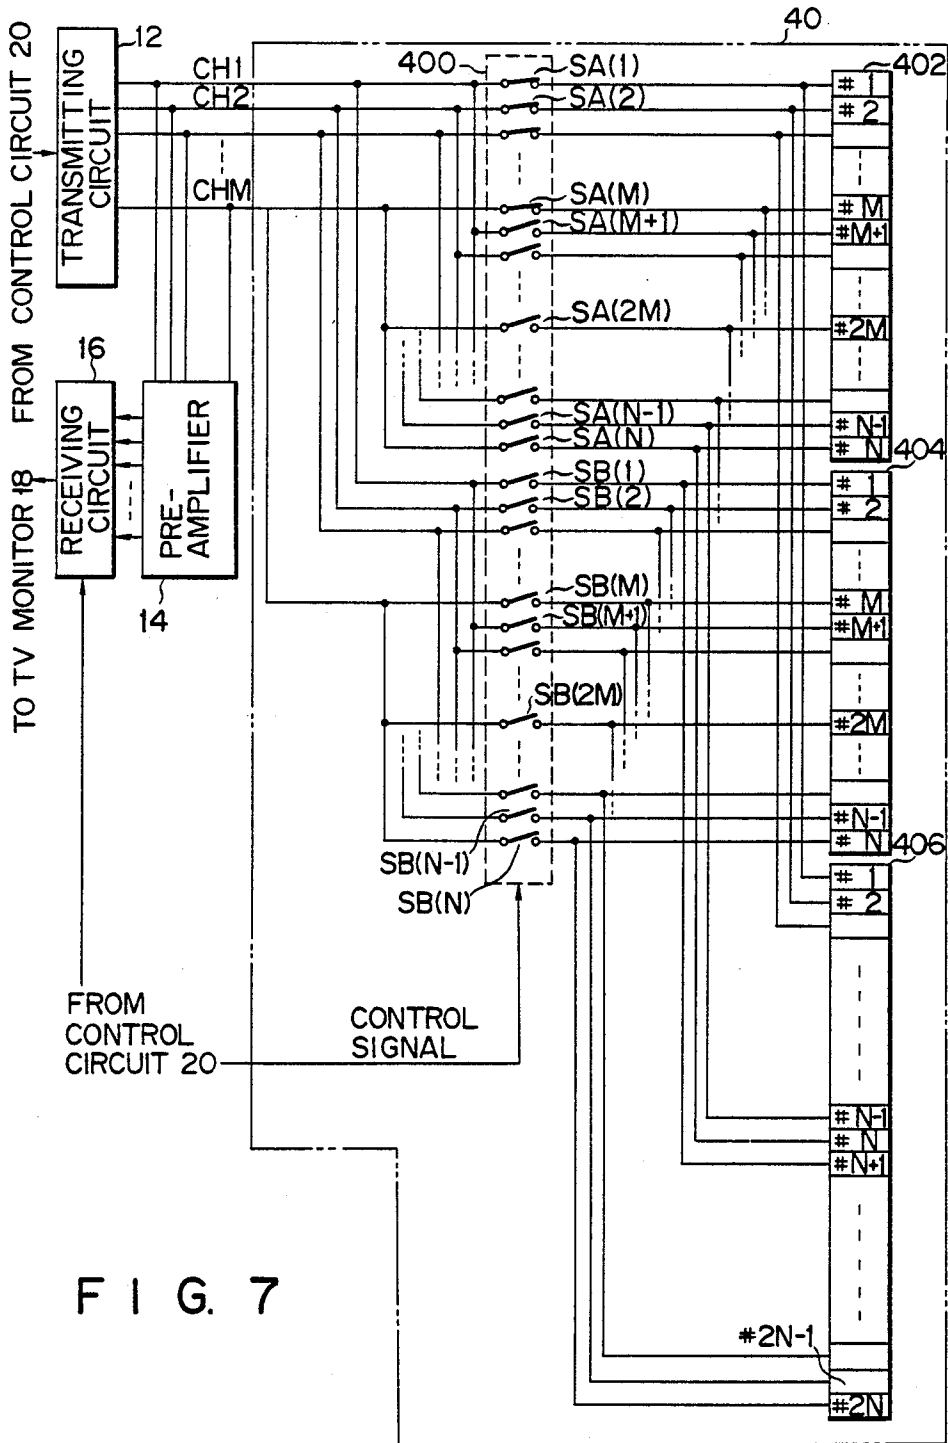 FROM CONTROL CIRCUIT 20
TO TV MONITOR 18
12
TRANSMITTING
CIRCUIT
CH1
CH2
CHM
16
RECEIVING
CIRCUIT
PRE-
AMPLIFIER
14
40
400
SA(1)
SA(2)
SA(M)
SA(M+1)
SA(2M)
SA(N-1)
SA(N)
SB(1)
SB(2)
SB(M)
SB(M+1)
SB(2M)
SB(N-1)
SB(N)
402
# 1
# 2
# M
#M+1
#2M
# N-1
# N
404
# 1
# 2
# M
#M+1
#2M
#N-1
# N
406
# 1
# 2
# N-1
# N
#N+1
#2N-1
#2N
FROM
CONTROL
CIRCUIT 20
CONTROL
SIGNAL
FIG. 7